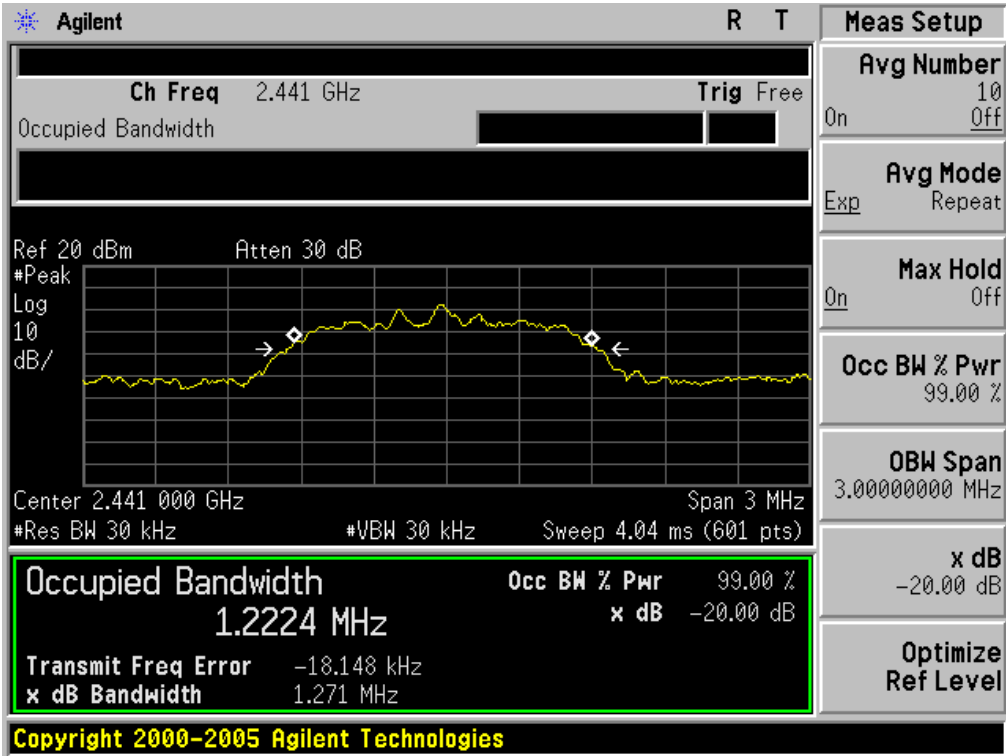 Agilent R T
Ch Freq 2.441 GHz Trig Free
Occupied Bandwidth
Ref 20 dBm Atten 30 dB
#Peak
Log
10
dB/
Center 2.441 000 GHz Span 3 MHz
#Res BW 30 kHz #VBW 30 kHz Sweep 4.04 ms (601 pts)
Occupied Bandwidth Occ BW % Pwr 99.00 %
1.2224 MHz x dB -20.00 dB
Transmit Freq Error -18.148 kHz
x dB Bandwidth 1.271 MHz
Copyright 2000-2005 Agilent Technologies
Meas Setup
Avg Number
10
On Off
Avg Mode
Exp Repeat
Max Hold
On Off
Occ BW % Pwr
99.00 %
OBW Span
3.00000000 MHz
x dB
-20.00 dB
Optimize
Ref Level